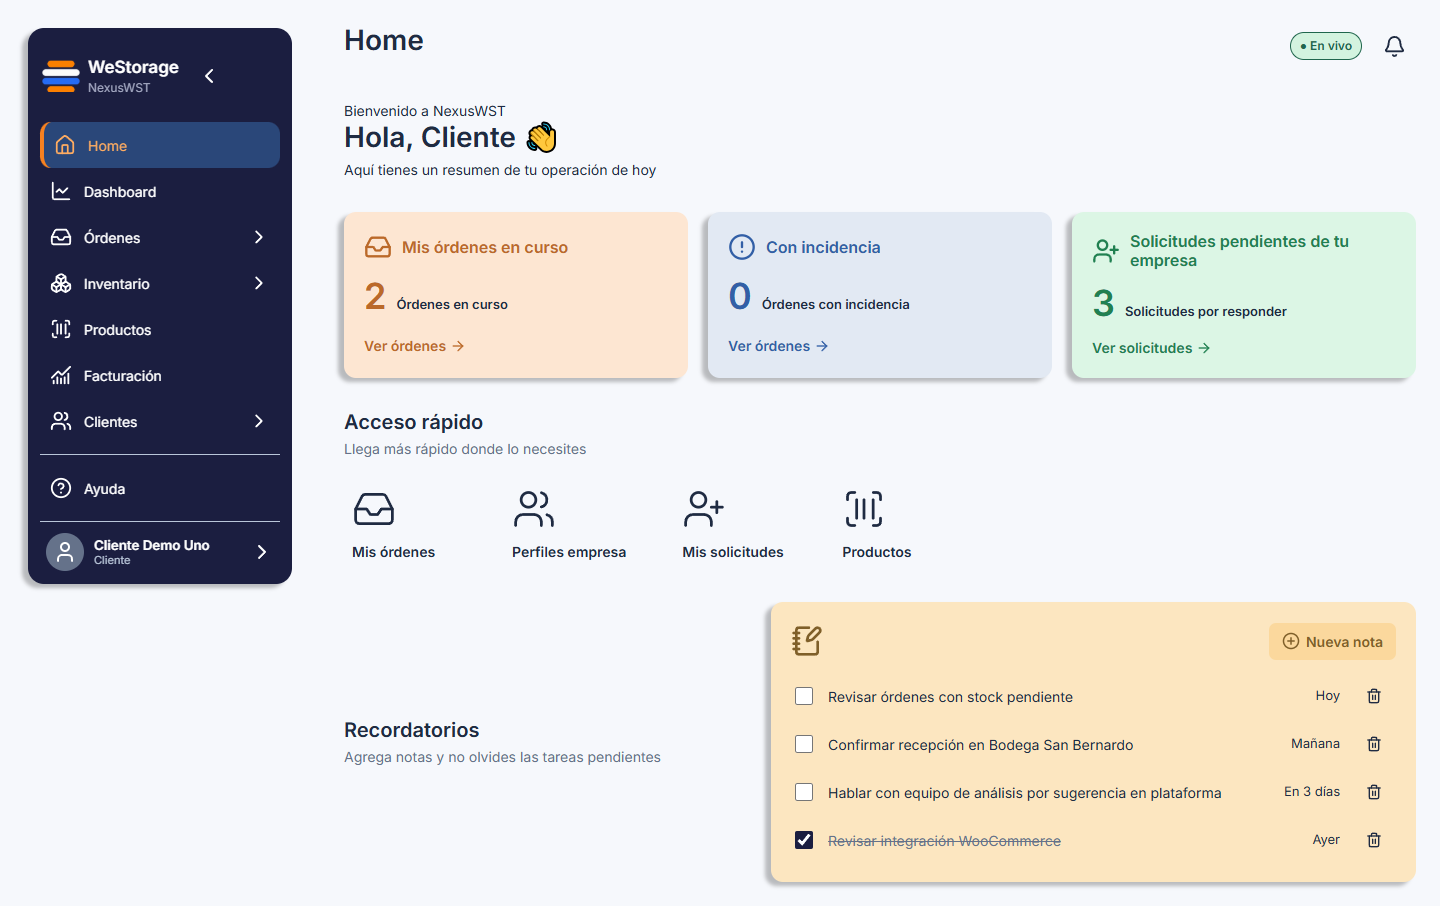 WeStorage
NexusWST
Home
Dashboard
Órdenes
Inventario
Productos
Facturación
Clientes
Ayuda
Cliente Demo Uno
Cliente
Home
En vivo
Bienvenido a NexusWST
Hola, Cliente 👋
Aquí tienes un resumen de tu operación de hoy
Mis órdenes en curso
2 Órdenes en curso
Ver órdenes →
Con incidencia
0 Órdenes con incidencia
Ver órdenes →
Solicitudes pendientes de tu
empresa
3 Solicitudes por responder
Ver solicitudes →
Acceso rápido
Llega más rápido donde lo necesites
Mis órdenes
Perfiles empresa
Mis solicitudes
Productos
Recordatorios
Agrega notas y no olvides las tareas pendientes
Nueva nota
Revisar órdenes con stock pendiente Hoy
Confirmar recepción en Bodega San Bernardo Mañana
Hablar con equipo de análisis por sugerencia en plataforma En 3 días
Revisar integración WooCommerce Ayer